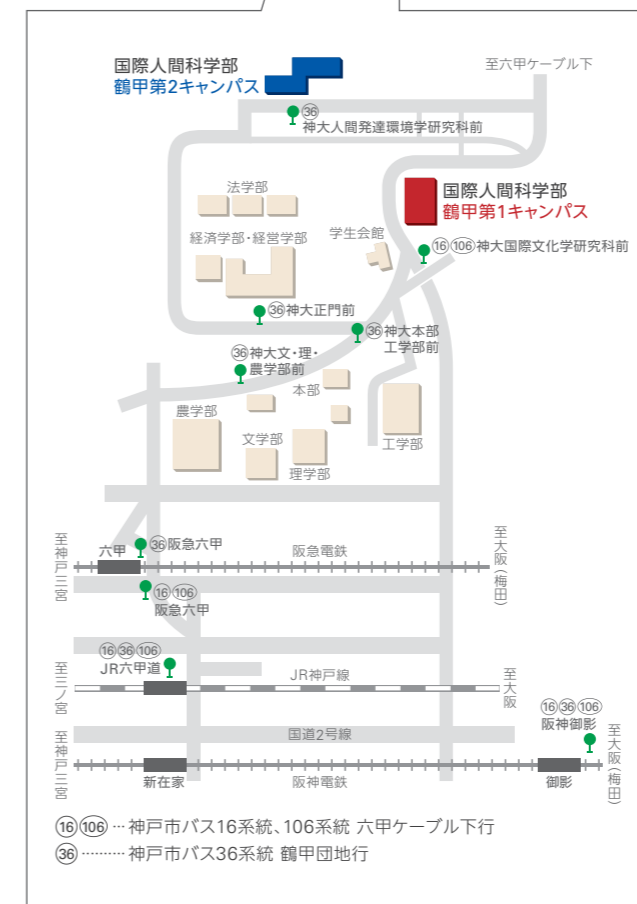 国際人間科学部
鶴甲第2キャンパス
至六甲ケーブル下
㊱
神大人間発達環境学研究科前
国際人間科学部
鶴甲第1キャンパス
法学部
経済学部・経営学部
学生会館
⑯(106)神大国際文化学研究科前
㊱神大正門前
㊱神大本部
工学部前
㊱神大文・理・
農学部前
本部
農学部
文学部
理学部
工学部
至神戸三宮
六甲
㊱阪急六甲
阪急電鉄
至大阪(梅田)
⑯(106)
阪急六甲
⑯㊱(106)
JR六甲道
至三ノ宮
JR神戸線
至大阪
⑯㊱(106)
阪神御影
国道2号線
至神戸三宮
新在家
阪神電鉄
御影
至大阪(梅田)
⑯(106)…神戸市バス16系統、106系統 六甲ケーブル下行
㊱………神戸市バス36系統 鶴甲団地行